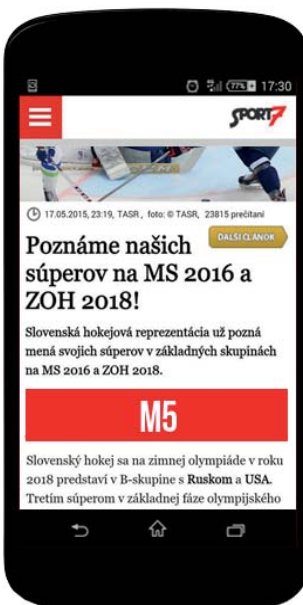 77% 17:30
SPORT7
17.05.2015, 23:19, TASR , foto: © TASR, 23815 prečítaní
Poznáme našich
ĎALŠÍ ČLÁNOK
súperov na MS 2016 a
ZOH 2018!
Slovenská hokejová reprezentácia už pozná
mená svojich súperov v základných skupinách
na MS 2016 a ZOH 2018.
M5
Slovenský hokej sa na zimnej olympiáde v roku
2018 predstaví v B-skupine s Ruskom a USA.
Tretím súperom v základnej fáze olympijského